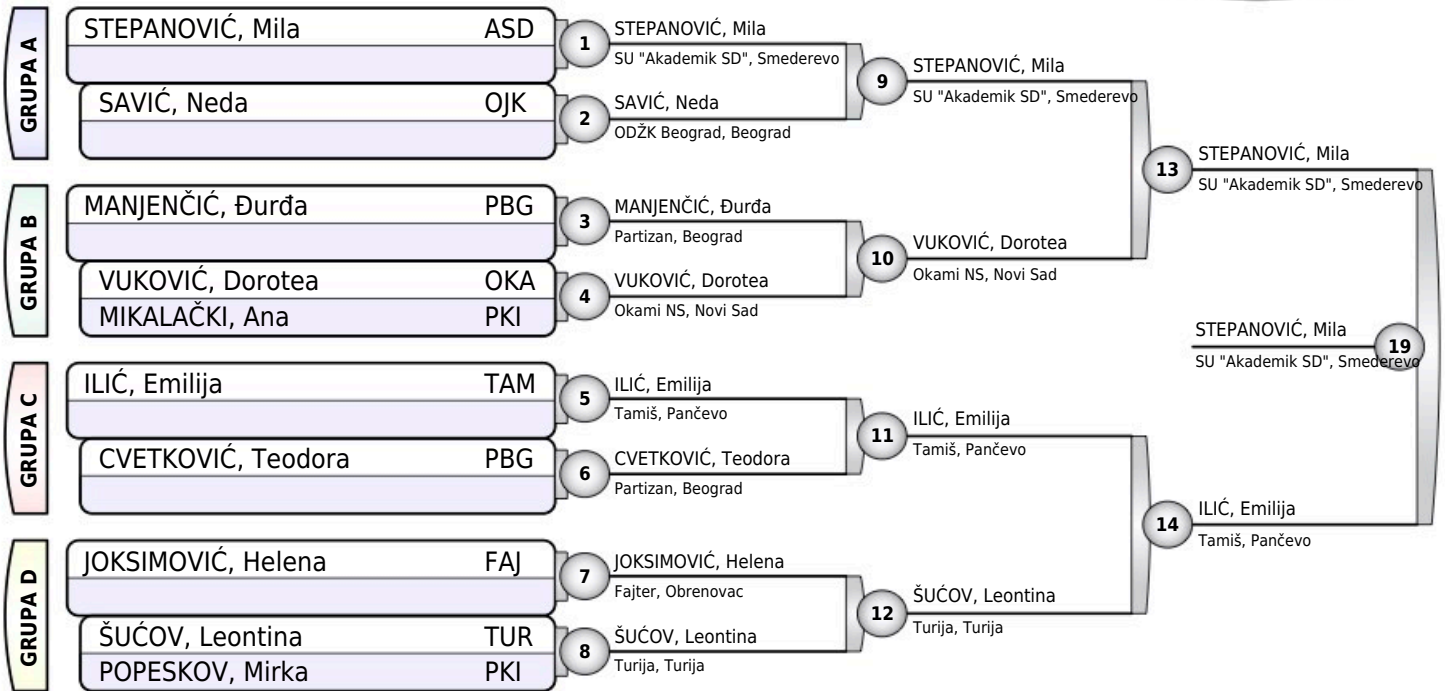 GRUPA A
STEPANOVIĆ, Mila ASD
SAVIĆ, Neda OJK
GRUPA B
MANJENČIĆ, Đurđa PBG
VUKOVIĆ, Dorotea OKA
MIKALAČKI, Ana PKI
GRUPA C
ILIĆ, Emilija TAM
CVETKOVIĆ, Teodora PBG
GRUPA D
JOKSIMOVIĆ, Helena FAJ
ŠUĆOV, Leontina TUR
POPESKOV, Mirka PKI
1
STEPANOVIĆ, Mila
SU "Akademik SD", Smederevo
2
SAVIĆ, Neda
ODŽK Beograd, Beograd
3
MANJENČIĆ, Đurđa
Partizan, Beograd
4
VUKOVIĆ, Dorotea
Okami NS, Novi Sad
5
ILIĆ, Emilija
Tamiš, Pančevo
6
CVETKOVIĆ, Teodora
Partizan, Beograd
7
JOKSIMOVIĆ, Helena
Fajter, Obrenovac
8
ŠUĆOV, Leontina
Turija, Turija
9
STEPANOVIĆ, Mila
SU "Akademik SD", Smederevo
10
VUKOVIĆ, Dorotea
Okami NS, Novi Sad
11
ILIĆ, Emilija
Tamiš, Pančevo
12
ŠUĆOV, Leontina
Turija, Turija
13
STEPANOVIĆ, Mila
SU "Akademik SD", Smederevo
14
ILIĆ, Emilija
Tamiš, Pančevo
STEPANOVIĆ, Mila
19
SU "Akademik SD", Smederevo